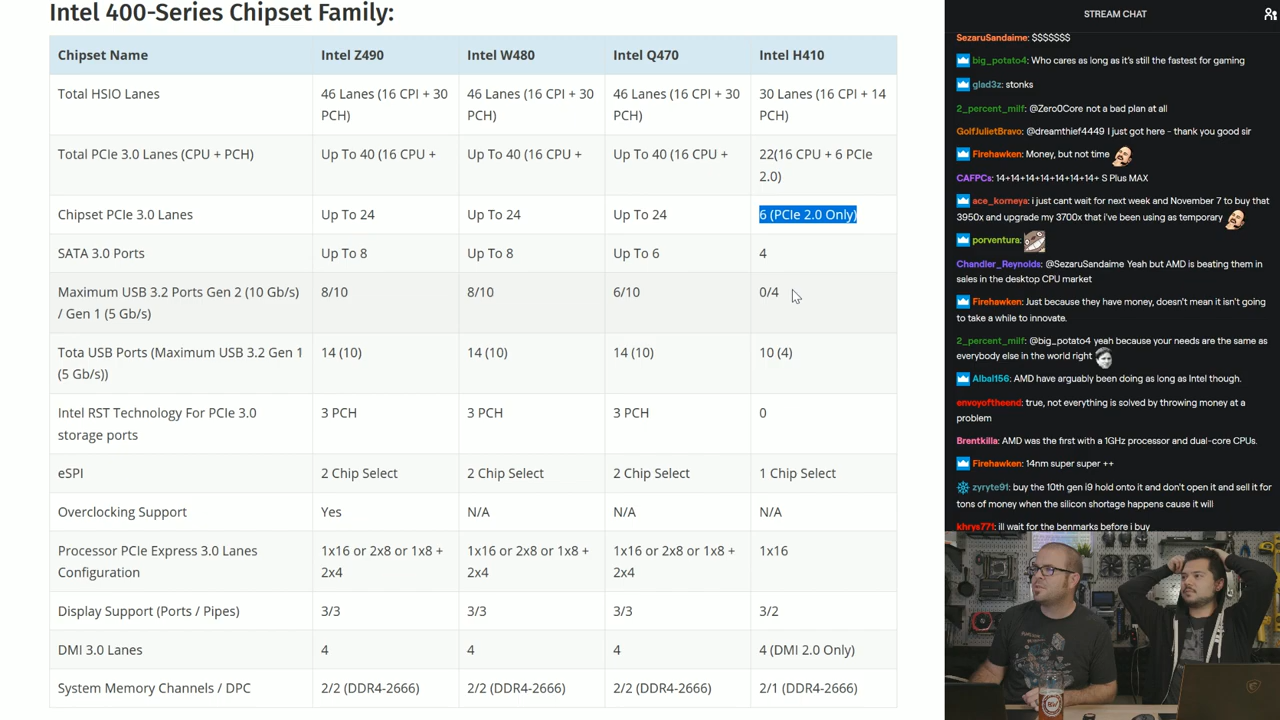 Intel 400-Series Chipset Family:
Chipset Name Intel Z490 Intel W480 Intel Q470 Intel H410
Total HSIO Lanes 46 Lanes (16 CPI + 30 PCH) 46 Lanes (16 CPI + 30 PCH) 46 Lanes (16 CPI + 30 PCH) 30 Lanes (16 CPI + 14 PCH)
Total PCIe 3.0 Lanes (CPU + PCH) Up To 40 (16 CPU + Up To 40 (16 CPU + Up To 40 (16 CPU + 22(16 CPU + 6 PCIe 2.0)
Chipset PCIe 3.0 Lanes Up To 24 Up To 24 Up To 24 6 (PCIe 2.0 Only)
SATA 3.0 Ports Up To 8 Up To 8 Up To 6 4
Maximum USB 3.2 Ports Gen 2 (10 Gb/s) / Gen 1 (5 Gb/s) 8/10 8/10 6/10 0/4
Tota USB Ports (Maximum USB 3.2 Gen 1 (5 Gb/s)) 14 (10) 14 (10) 14 (10) 10 (4)
Intel RST Technology For PCIe 3.0 storage ports 3 PCH 3 PCH 3 PCH 0
eSPI 2 Chip Select 2 Chip Select 2 Chip Select 1 Chip Select
Overclocking Support Yes N/A N/A N/A
Processor PCIe Express 3.0 Lanes Configuration 1x16 or 2x8 or 1x8 + 2x4 1x16 or 2x8 or 1x8 + 2x4 1x16 or 2x8 or 1x8 + 2x4 1x16
Display Support (Ports / Pipes) 3/3 3/3 3/3 3/2
DMI 3.0 Lanes 4 4 4 4 (DMI 2.0 Only)
System Memory Channels / DPC 2/2 (DDR4-2666) 2/2 (DDR4-2666) 2/2 (DDR4-2666) 2/1 (DDR4-2666)
STREAM CHAT
SezaruSandaime: $$$$$$$
big_potato4: Who cares as long as it's still the fastest for gaming
glad3z: stonks
2_percent_milf: @Zero0Core not a bad plan at all
GolfJulietBravo: @dreamthief4449 I just got here - thank you good sir
Firehawken: Money, but not time
CAFPCs: 14+14+14+14+14+14+14+ S Plus MAX
ace_korneya: i just cant wait for next week and November 7 to buy that
3950x and upgrade my 3700x that i've been using as temporary
porventura:
Chandler_Reynolds: @SezaruSandaime Yeah but AMD is beating them in
sales in the desktop CPU market
Firehawken: Just because they have money, doesn't mean it isn't going
to take a while to innovate.
2_percent_milf: @big_potato4 yeah because your needs are the same as
everybody else in the world right
Albal156: AMD have arguably been doing as long as Intel though.
envoyoftheend: true, not everything is solved by throwing money at a
problem
Brentkilla: AMD was the first with a 1GHz processor and dual-core CPUs.
Firehawken: 14nm super super ++
zyryte91: buy the 10th gen i9 hold onto it and don't open it and sell it for
tons of money when the silicon shortage happens cause it will
khrya771: ill wait for the benmarks before i buy